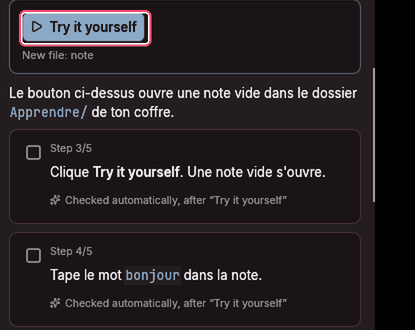 Try it yourself
New file: note
Le bouton ci-dessus ouvre une note vide dans le dossier
Apprendre/ de ton coffre.
Step 3/5
Clique Try it yourself. Une note vide s'ouvre.
Checked automatically, after “Try it yourself”
Step 4/5
Tape le mot bonjour dans la note.
Checked automatically, after “Try it yourself”